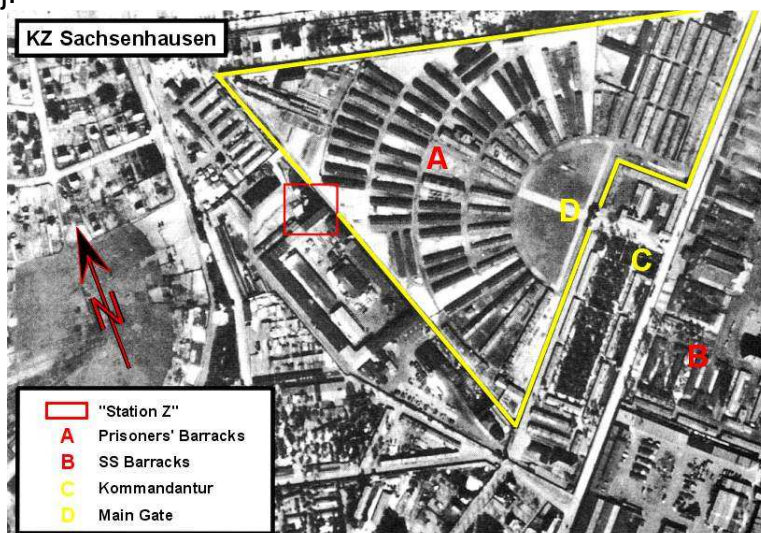 j.
KZ Sachsenhausen
A
D
C
B
N
"Station Z"
A Prisoners' Barracks
B SS Barracks
C Kommandantur
D Main Gate